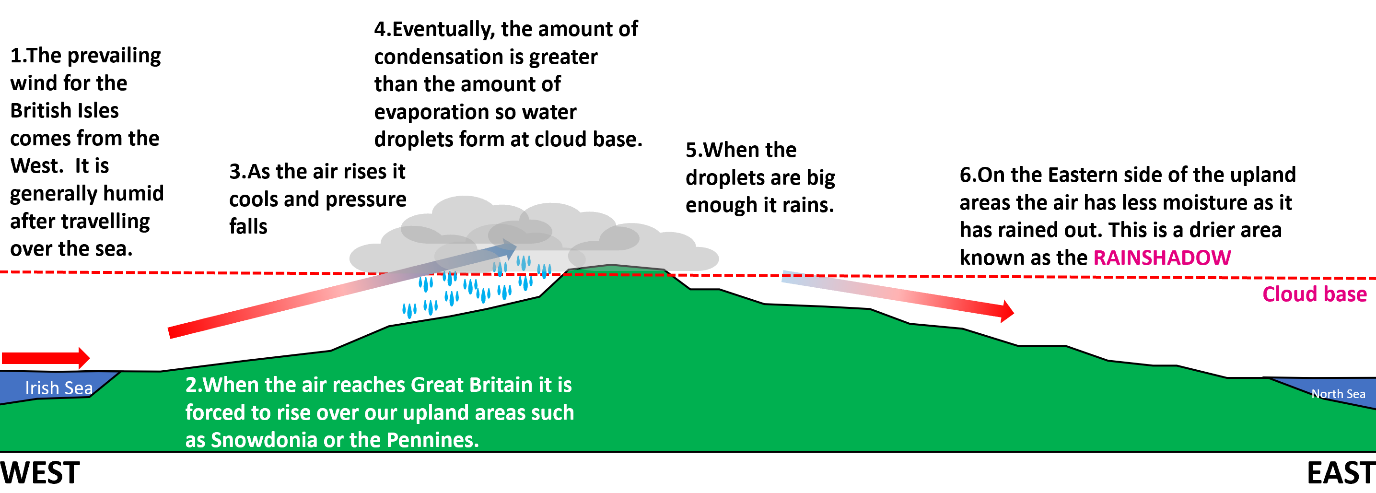 1.The prevailing
wind for the
British Isles
comes from the
West.  It is
generally humid
after travelling
over the sea.
2.When the air reaches Great Britain it is
forced to rise over our upland areas such
as Snowdonia or the Pennines.
3.As the air rises it
cools and pressure
falls
4.Eventually, the amount of
condensation is greater
than the amount of
evaporation so water
droplets form at cloud base.
5.When the
droplets are big
enough it rains.
6.On the Eastern side of the upland
areas the air has less moisture as it
has rained out. This is a drier area
known as the RAINSHADOW
Cloud base
Irish Sea
North Sea
WEST
EAST